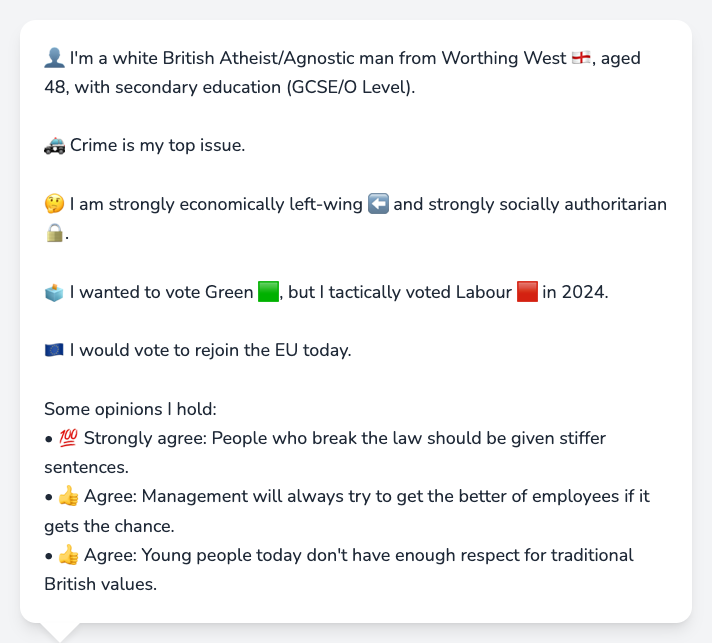 👤 I'm a white British Atheist/Agnostic man from Worthing West 🏴󠁧󠁢󠁥󠁮󠁧󠁿, aged
48, with secondary education (GCSE/O Level).
🚓 Crime is my top issue.
🤔 I am strongly economically left-wing ⬅️ and strongly socially authoritarian
🔒.
🗳️ I wanted to vote Green 🟩, but I tactically voted Labour 🟥 in 2024.
🇪🇺 I would vote to rejoin the EU today.
Some opinions I hold:
• 💯 Strongly agree: People who break the law should be given stiffer
sentences.
• 👍 Agree: Management will always try to get the better of employees if it
gets the chance.
• 👍 Agree: Young people today don't have enough respect for traditional
British values.